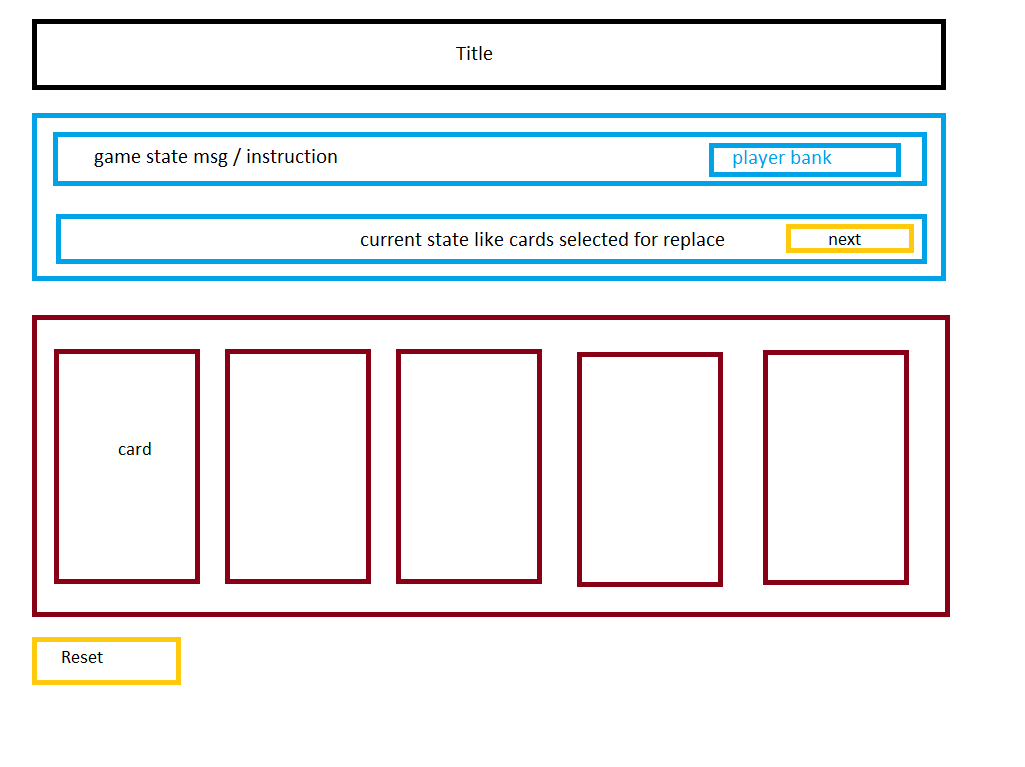 Title
game state msg / instruction
player bank
current state like cards selected for replace
next
card
Reset